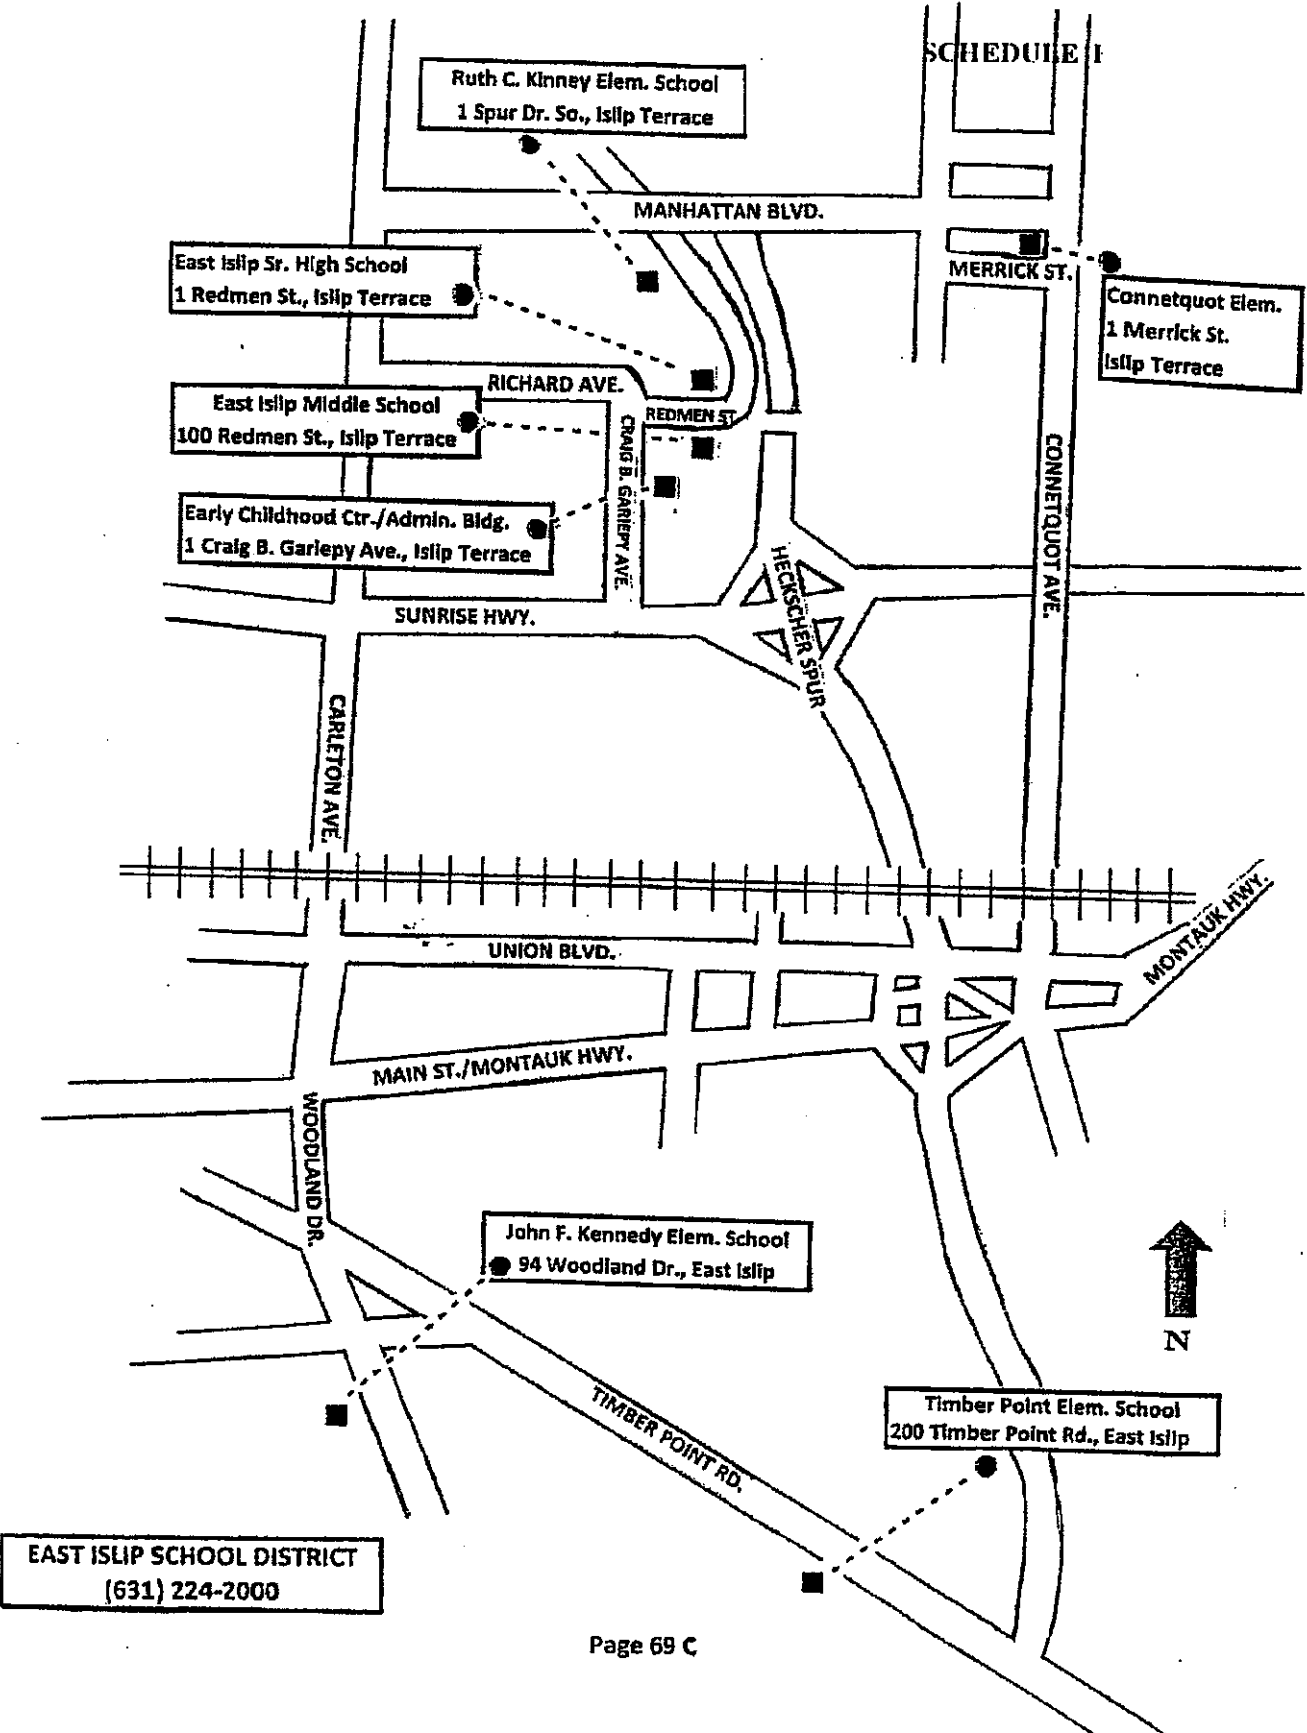 SCHEDULE
Ruth C. Kinney Elem. School
1 Spur Dr. So., Islip Terrace
MANHATTAN BLVD.
East Islip Sr. High School
1 Redmen St., Islip Terrace
MERRICK ST.
Connetquot Elem.
1 Merrick St.
Islip Terrace
RICHARD AVE.
East Islip Middle School
100 Redmen St., Islip Terrace
REDMEN ST
CRAIG B. GARIEPY AVE.
CONNETQUOT AVE.
Early Childhood Ctr./Admin. Bldg.
1 Craig B. Gariepy Ave., Islip Terrace
HECKSCHER SPUR
SUNRISE HWY.
CARLETON AVE.
MONTAUK HWY.
UNION BLVD.
MAIN ST./MONTAUK HWY.
WOODLAND DR.
John F. Kennedy Elem. School
94 Woodland Dr., East Islip
N
TIMBER POINT RD.
Timber Point Elem. School
200 Timber Point Rd., East Islip
EAST ISLIP SCHOOL DISTRICT
(631) 224-2000
Page 69 C